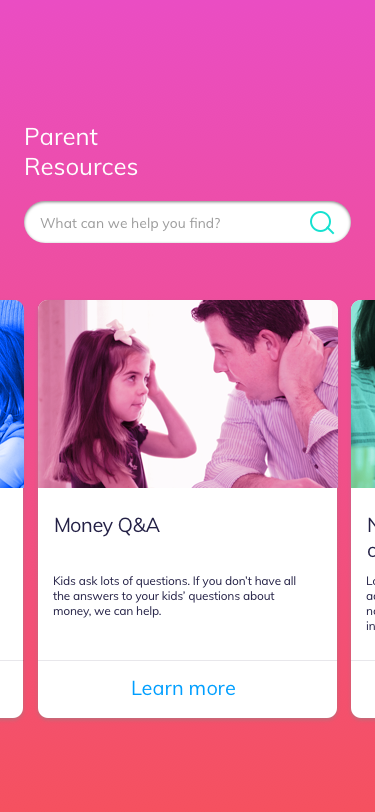 Parent
Resources
What can we help you find?
Money Q&A
Kids ask lots of questions. If you don’t have all
the answers to your kids’ questions about
money, we can help.
Learn more